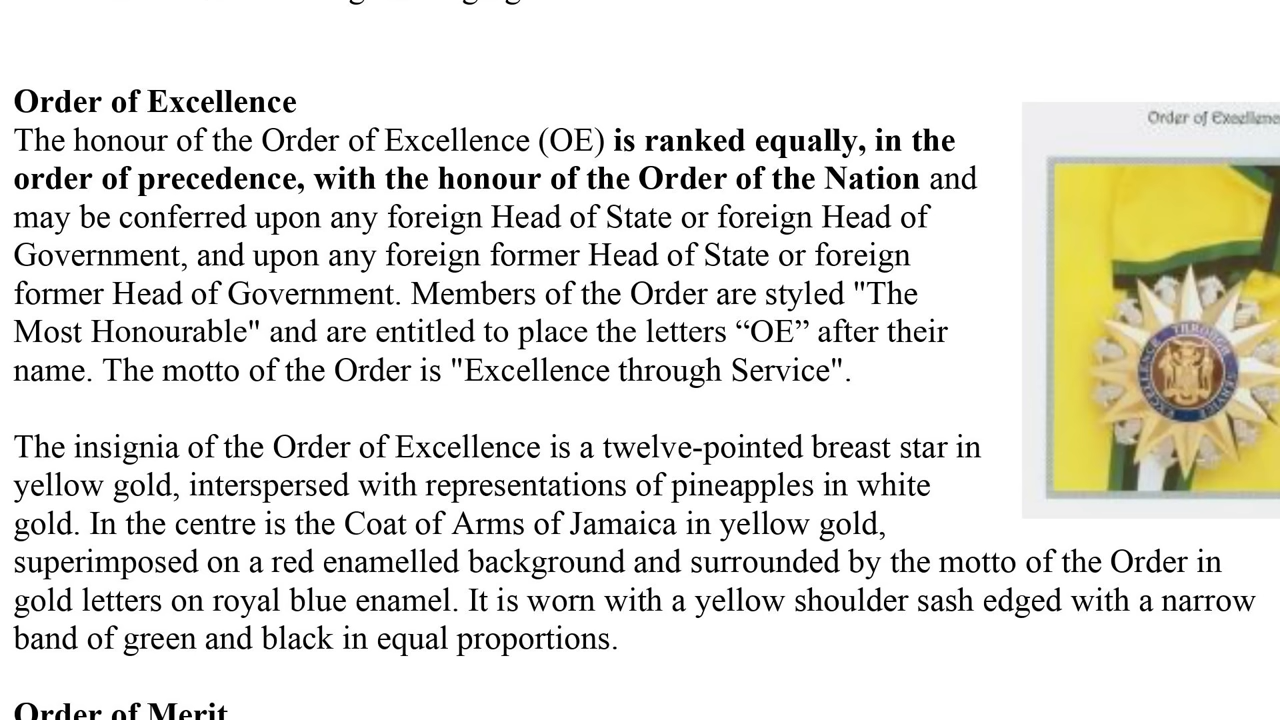 Order of Excellence
The honour of the Order of Excellence (OE) is ranked equally, in the
order of precedence, with the honour of the Order of the Nation and
may be conferred upon any foreign Head of State or foreign Head of
Government, and upon any foreign former Head of State or foreign
former Head of Government. Members of the Order are styled "The
Most Honourable" and are entitled to place the letters “OE” after their
name. The motto of the Order is "Excellence through Service".
Order of Excellenc
EXCELLENCE THROUGH SERVICE
The insignia of the Order of Excellence is a twelve-pointed breast star in
yellow gold, interspersed with representations of pineapples in white
gold. In the centre is the Coat of Arms of Jamaica in yellow gold,
superimposed on a red enamelled background and surrounded by the motto of the Order in
gold letters on royal blue enamel. It is worn with a yellow shoulder sash edged with a narrow
band of green and black in equal proportions.
Order of Merit